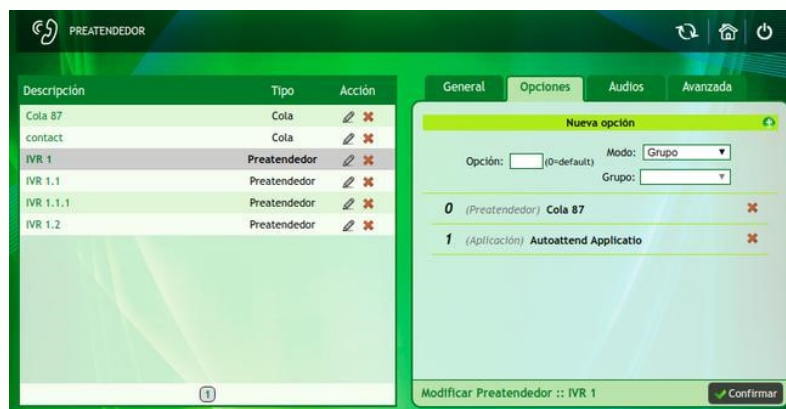 PREATENDEDOR
Descripción Tipo Acción
Cola 87 Cola
contact Cola
IVR 1 Preatendedor
IVR 1.1 Preatendedor
IVR 1.1.1 Preatendedor
IVR 1.2 Preatendedor
1
General Opciones Audios Avanzada
Nueva opción
Opción: (0=default) Modo: Grupo
Grupo:
0 (Preatendedor) Cola 87
1 (Aplicación) Autoattend Applicatio
Modificar Preatendedor :: IVR 1 Confirmar